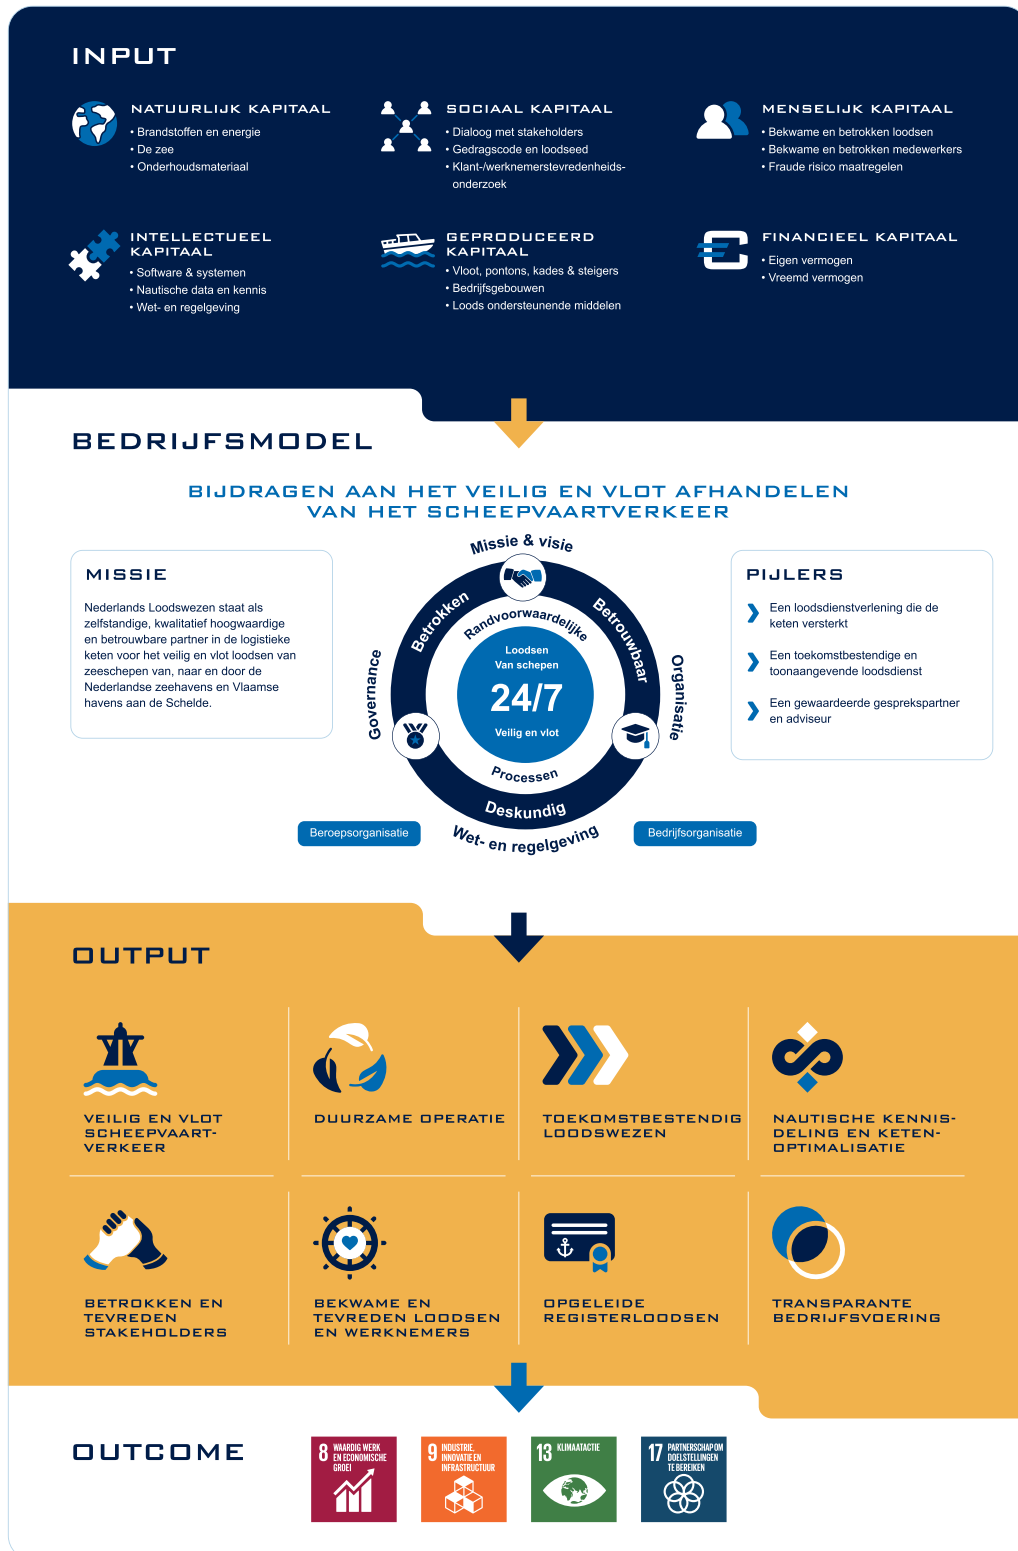 INPUT
NATUURLIJK KAPITAAL
• Brandstoffen en energie
• De zee
• Onderhoudsmateriaal
SOCIAAL KAPITAAL
• Dialoog met stakeholders
• Gedragscode en loodseed
• Klant-/werknemerstevredenheids-
onderzoek
MENSELIJK KAPITAAL
• Bekwame en betrokken loodsen
• Bekwame en betrokken medewerkers
• Fraude risico maatregelen
INTELLECTUEEL
KAPITAAL
• Software & systemen
• Nautische data en kennis
• Wet- en regelgeving
GEPRODUCEERD
KAPITAAL
• Vloot, pontons, kades & steigers
• Bedrijfsgebouwen
• Loods ondersteunende middelen
FINANCIEEL KAPITAAL
• Eigen vermogen
• Vreemd vermogen
BEDRIJFSMODEL
BIJDRAGEN AAN HET VEILIG EN VLOT AFHANDELEN
VAN HET SCHEEPVAARTVERKEER
MISSIE
Nederlands Loodswezen staat als
zelfstandige, kwalitatief hoogwaardige
en betrouwbare partner in de logistieke
keten voor het veilig en vlot loodsen van
zeeschepen van, naar en door de
Nederlandse zeehavens en Vlaamse
havens aan de Schelde.
Missie & visie
Betrokken
Betrouwbaar
Randvoorwaardelijke
Governance
Organisatie
Loodsen
Van schepen
24/7
Veilig en vlot
Processen
Deskundig
Wet- en regelgeving
Beroepsorganisatie
Bedrijfsorganisatie
PIJLERS
Een loodsdienstverlening die de
keten versterkt
Een toekomstbestendige en
toonaangevende loodsdienst
Een gewaardeerde gesprekspartner
en adviseur
OUTPUT
VEILIG EN VLOT
SCHEEPVAART-
VERKEER
DUURZAME OPERATIE
TOEKOMSTBESTENDIG
LOODSWEZEN
NAUTISCHE KENNIS-
DELING EN KETEN-
OPTIMALISATIE
BETROKKEN EN
TEVREDEN
STAKEHOLDERS
BEKWAME EN
TEVREDEN LOODSEN
EN WERKNEMERS
OPGELEIDE
REGISTERLOODSEN
TRANSPARANTE
BEDRIJFSVOERING
OUTCOME
8 WAARDIG WERK
EN ECONOMISCHE
GROEI
9 INDUSTRIE,
INNOVATIE EN
INFRASTRUCTUUR
13 KLIMAATACTIE
17 PARTNERSCHAP OM
DOELSTELLINGEN
TE BEREIKEN